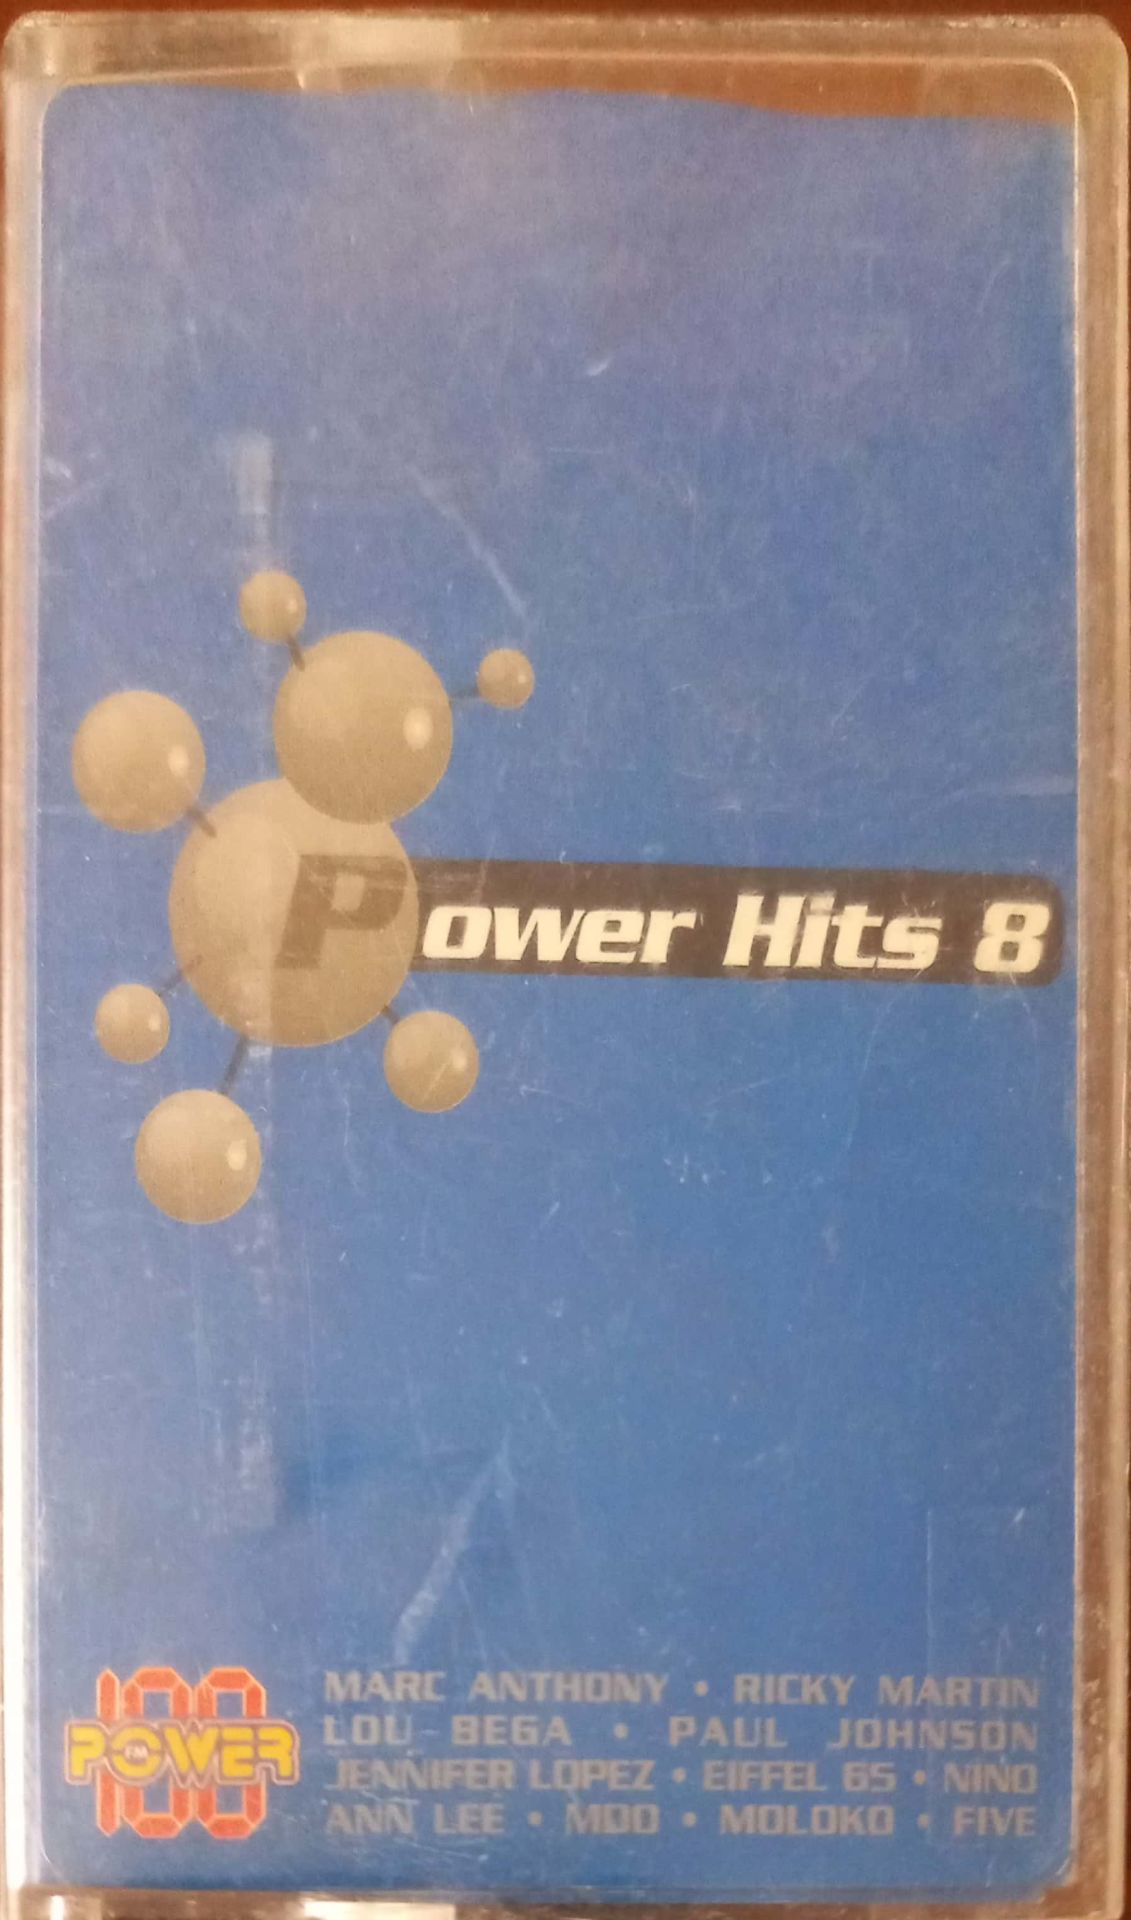 Power Hits 8
100
POWER FM
MARC ANTHONY • RICKY MARTIN
LOU BEGA • PAUL JOHNSON
JENNIFER LOPEZ • EIFFEL 65 • NINO
ANN LEE • MDO • MOLOKO • FIVE